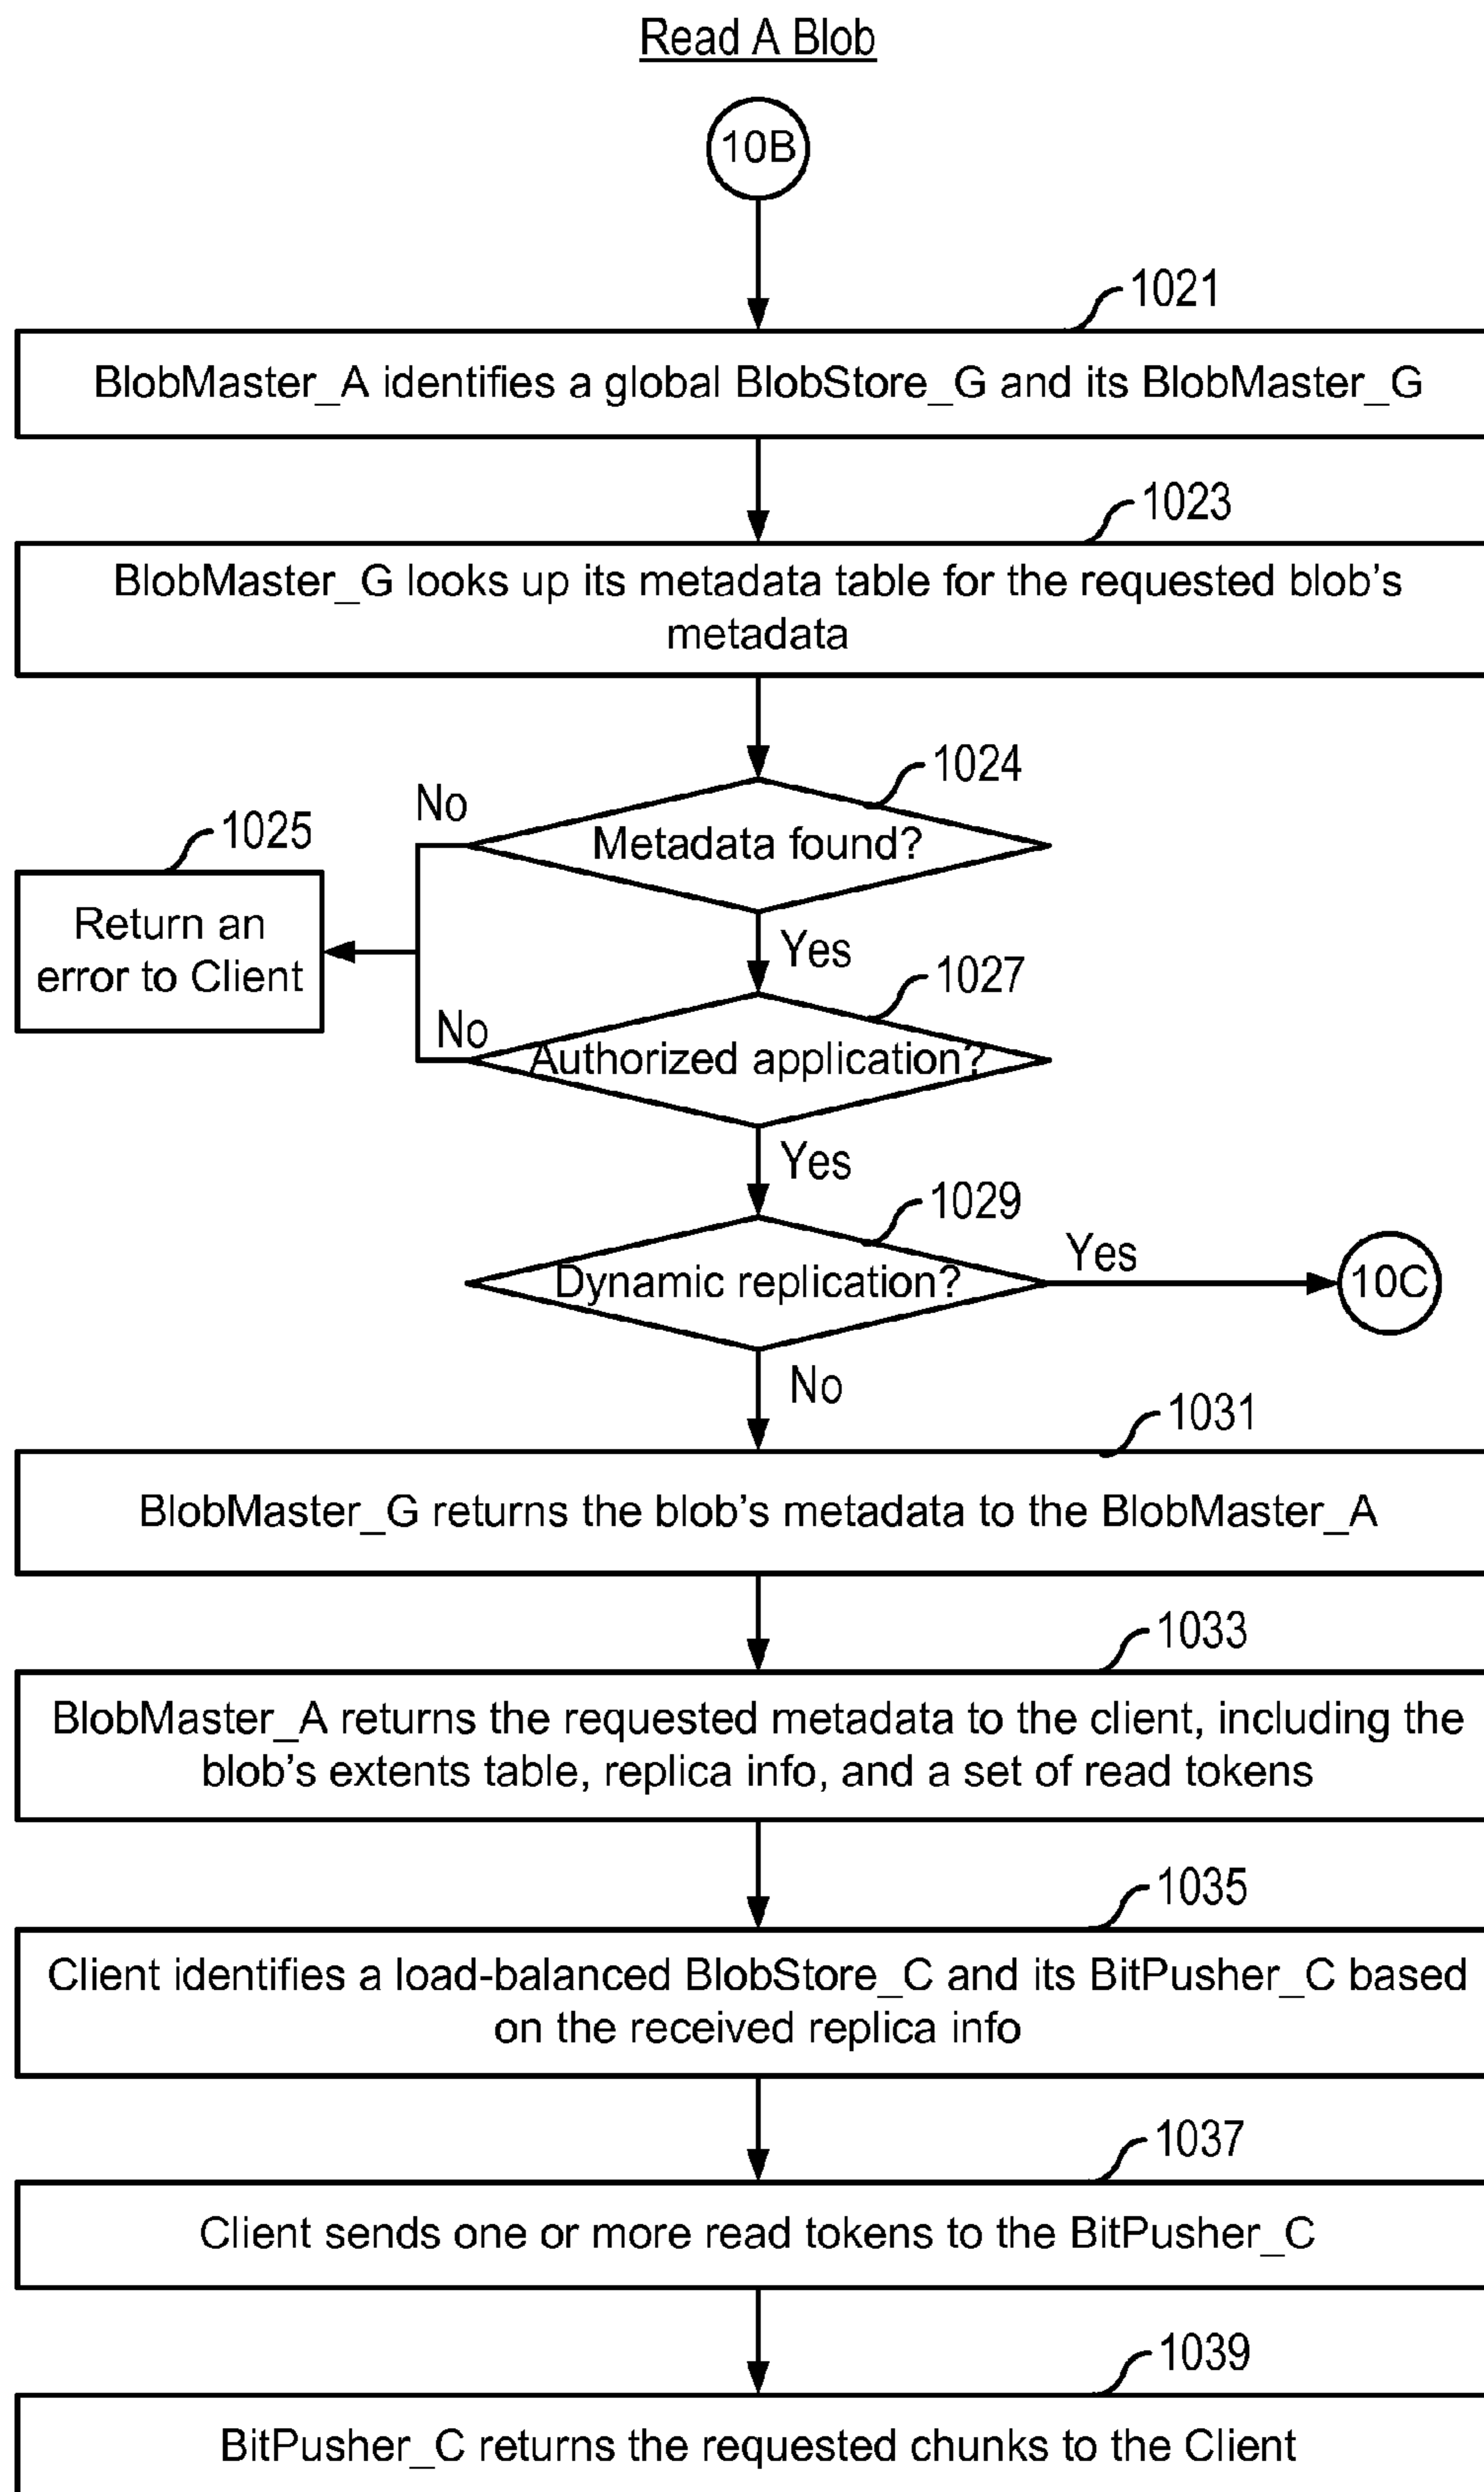 Read A Blob
10B
1021
BlobMaster_A identifies a global BlobStore_G and its BlobMaster_G
1023
BlobMaster_G looks up its metadata table for the requested blob’s
metadata
1024
No
Metadata found?
1025
Return an
error to Client
Yes
1027
No
Authorized application?
Yes
1029
Dynamic replication?
Yes
10C
No
1031
BlobMaster_G returns the blob’s metadata to the BlobMaster_A
1033
BlobMaster_A returns the requested metadata to the client, including the
blob’s extents table, replica info, and a set of read tokens
1035
Client identifies a load-balanced BlobStore_C and its BitPusher_C based
on the received replica info
1037
Client sends one or more read tokens to the BitPusher_C
1039
BitPusher_C returns the requested chunks to the Client